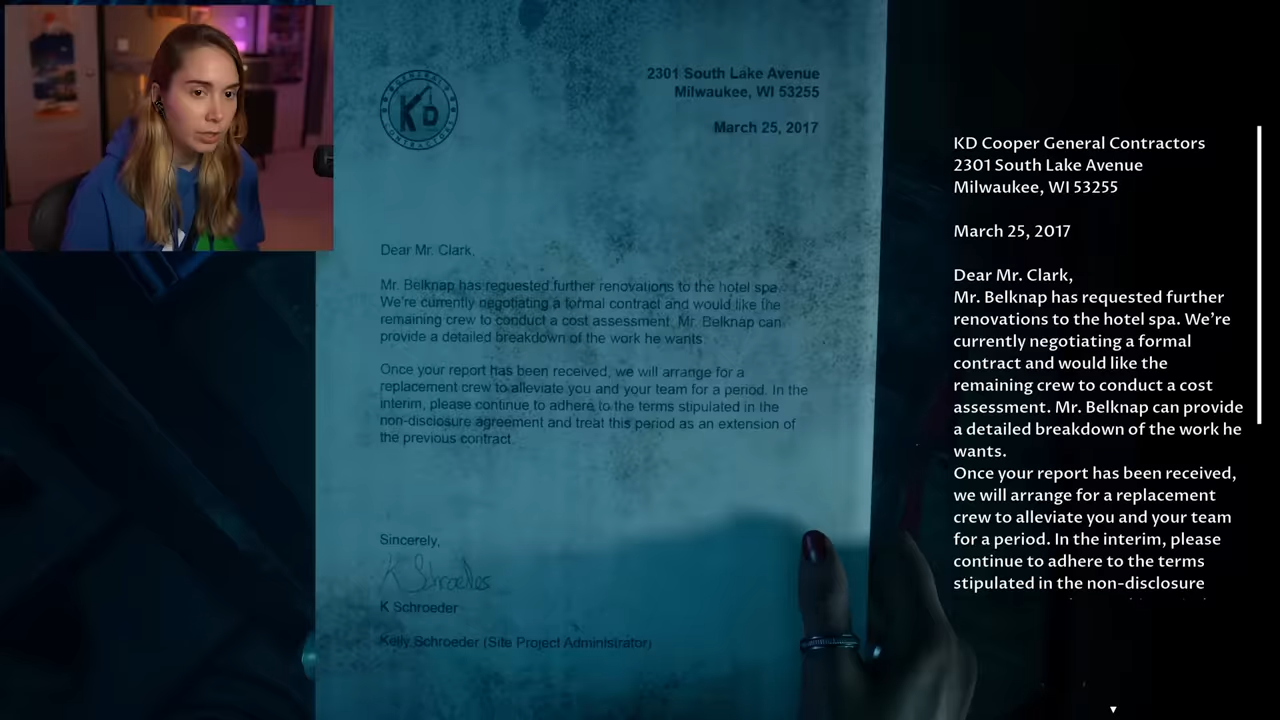 GENERAL
KD
CONTRACTORS
2301 South Lake Avenue
Milwaukee, WI 53255
March 25, 2017
Dear Mr. Clark,
Mr. Belknap has requested further renovations to the hotel spa.
We're currently negotiating a formal contract and would like the
remaining crew to conduct a cost assessment. Mr. Belknap can
provide a detailed breakdown of the work he wants.
Once your report has been received, we will arrange for a
replacement crew to alleviate you and your team for a period. In the
interim, please continue to adhere to the terms stipulated in the
non-disclosure agreement and treat this period as an extension of
the previous contract.
Sincerely,
K Schroeder
Kelly Schroeder (Site Project Administrator)
KD Cooper General Contractors
2301 South Lake Avenue
Milwaukee, WI 53255
March 25, 2017
Dear Mr. Clark,
Mr. Belknap has requested further
renovations to the hotel spa. We're
currently negotiating a formal
contract and would like the
remaining crew to conduct a cost
assessment. Mr. Belknap can provide
a detailed breakdown of the work he
wants.
Once your report has been received,
we will arrange for a replacement
crew to alleviate you and your team
for a period. In the interim, please
continue to adhere to the terms
stipulated in the non-disclosure